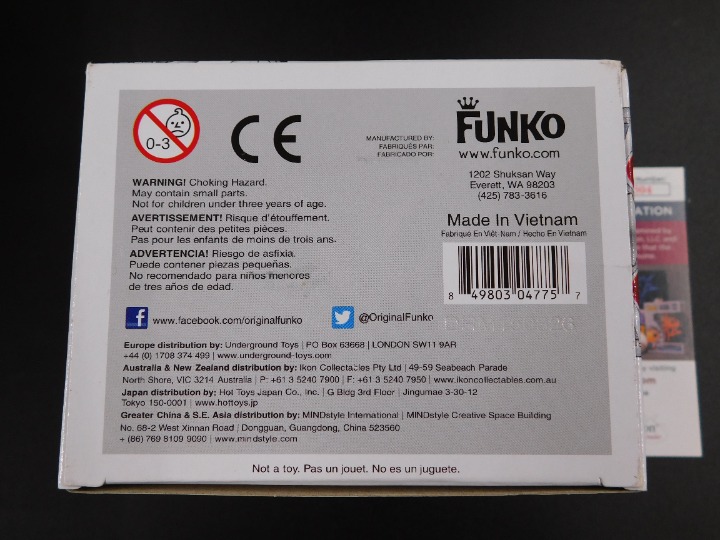 0-3
CE
MANUFACTURED BY:
FABRIQUÉS PAR:
FABRICADO POR:
FUNKO
www.funko.com
1202 Shuksan Way
Everett, WA 98203
(425) 783-3616
Made In Vietnam
Fabriqué En Viêt-Nam / Hecho En Vietnam
8 49803 04775 7
WARNING! Choking Hazard.
May contain small parts.
Not for children under three years of age.
AVERTISSEMENT! Risque d'étouffement.
Peut contenir des petites pièces.
Pas pour les enfants de moins de trois ans.
ADVERTENCIA! Riesgo de asfixia.
Puede contener piezas pequeñas.
No recomendado para niños menores
de três años de edad.
www.facebook.com/originalfunko
@OriginalFunko
Europe distribution by: Underground Toys | PO Box 63668 | LONDON SW11 9AR
+44 (0) 1708 374 499 | www.underground-toys.com
Australia & New Zealand distribution by: Ikon Collectables | 49-59 Seabeach Parade
North Shore, VIC 3214 Australia | P: +61 3 5240 7900 | F: +61 3 5240 7950 | www.ikoncollectables.com.au
Japan distribution by: Hot Toys Japan Co., Inc. | G Bldg 3rd Floor | Jingumae 3-30-12
Tokyo 150-0001 | www.hottoys.jp
Greater China & S.E. Asia distribution by: MINDstyle International | MINDstyle Creative Space Building
No. 68-2 West Xinnan Road | Dongguan, Guangdong, China 523560
+ (86) 769 8109 9090 | www.mindstyle.com
Not a toy. Pas un jouet. No es un juguete.